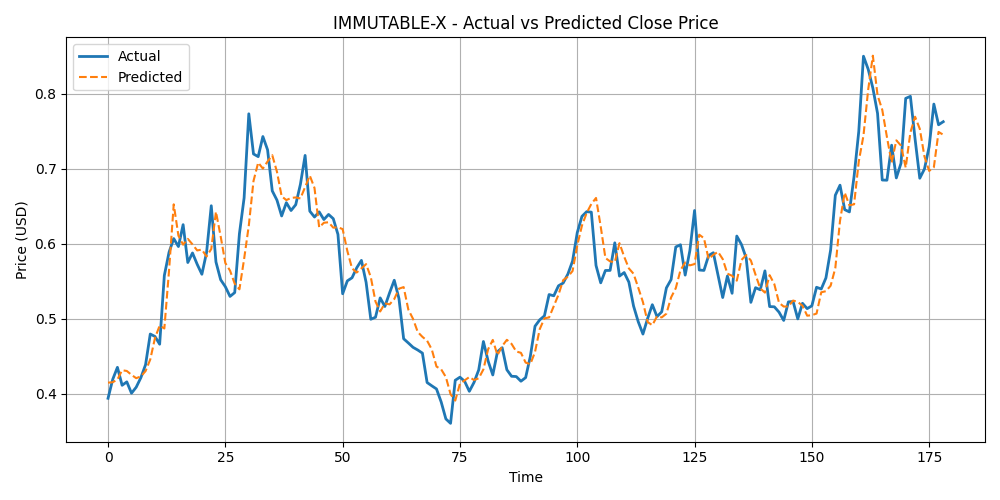 IMMUTABLE-X - Actual vs Predicted Close Price
Actual
Predicted
Price (USD)
0.8
0.7
0.6
0.5
0.4
0 25 50 75 100 125 150 175
Time